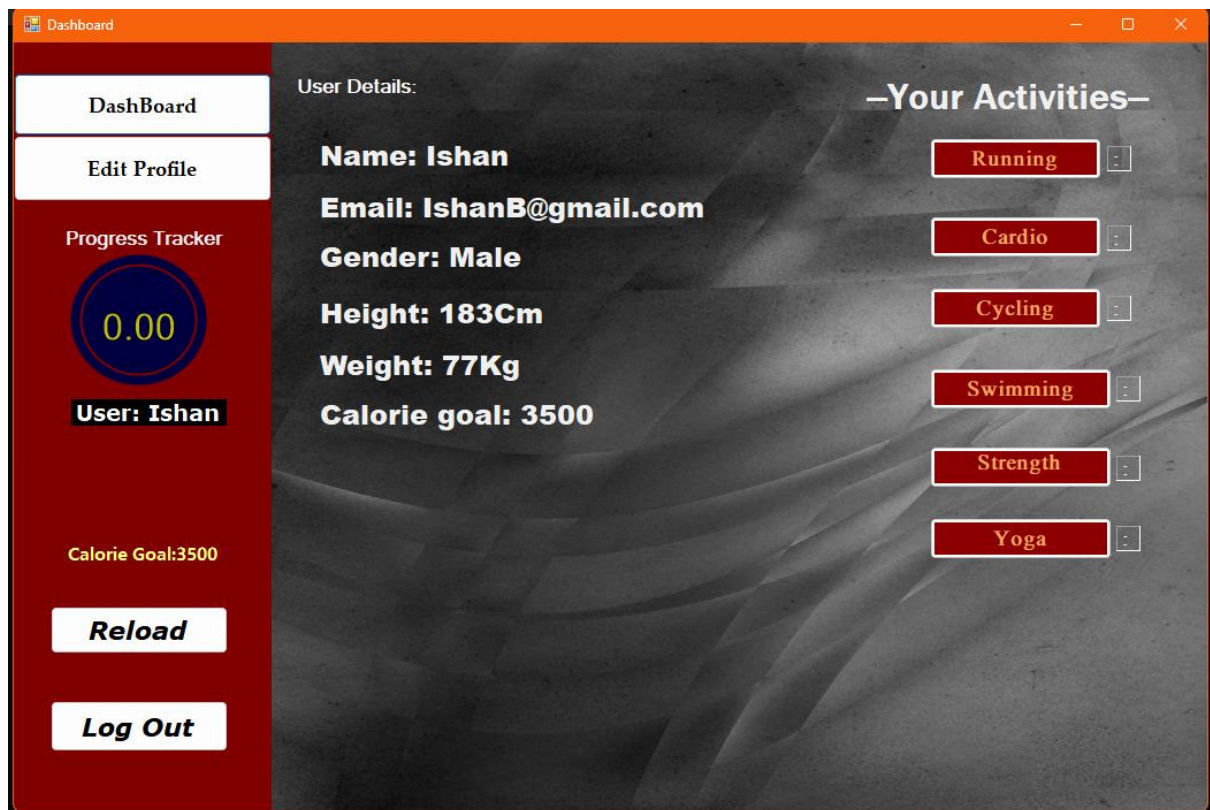 Dashboard
DashBoard
Edit Profile
Progress Tracker
0.00
User: Ishan
Calorie Goal:3500
Reload
Log Out
User Details:
Name: Ishan
Email: IshanB@gmail.com
Gender: Male
Height: 183Cm
Weight: 77Kg
Calorie goal: 3500
–Your Activities–
Running :
Cardio :
Cycling :
Swimming :
Strength :
Yoga :